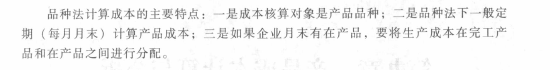 品种法计算成本的主要特点：一是成本核算对象是产品品种；二是品种法下一般定
期（每月月末）计算产品成本；三是如果企业月末有在产品，要将生产成本在完工产
品和在产品之间进行分配。